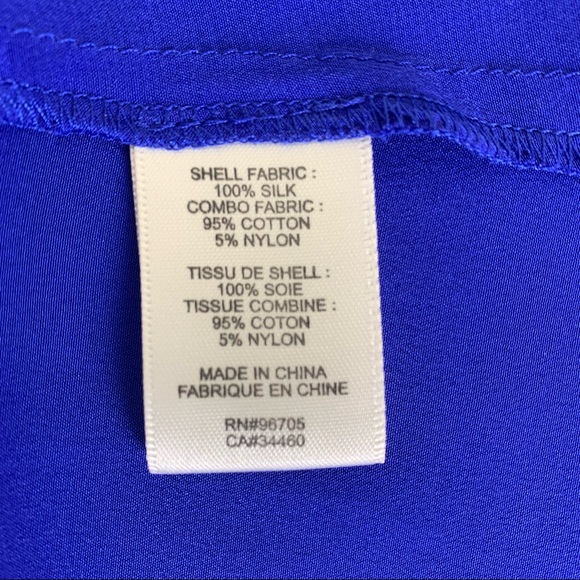 SHELL FABRIC :
100% SILK
COMBO FABRIC :
95% COTTON
5% NYLON
TISSU DE SHELL :
100% SOIE
TISSUE COMBINE :
95% COTON
5% NYLON
MADE IN CHINA
FABRIQUE EN CHINE
RN#96705
CA#34460